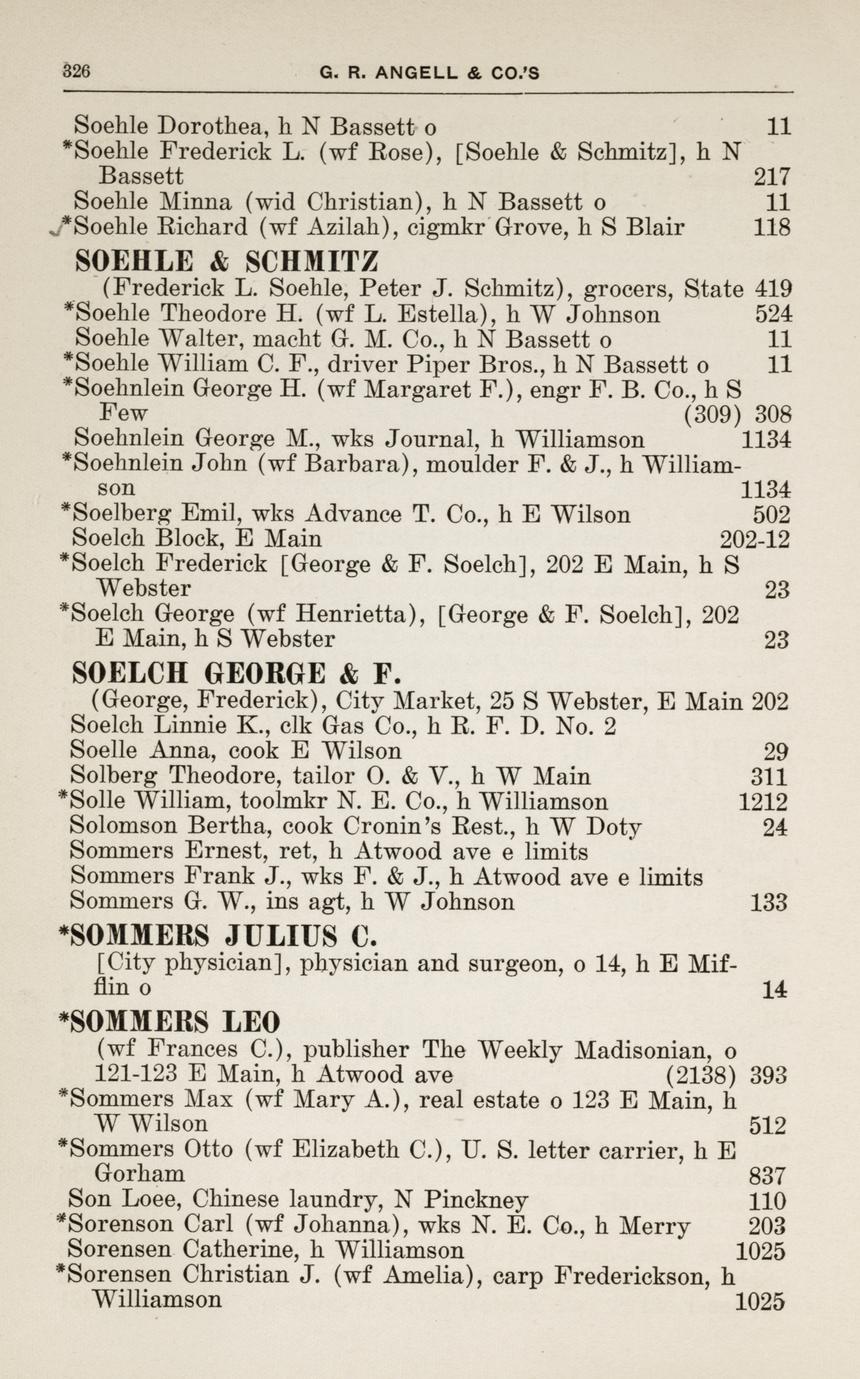 326 G. R. ANGELL & CO.'S
Soehle Dorothea, h N Bassett o 11
*Soehle Frederick L. (wf Rose), [Soehle & Schmitz], h N
Bassett 217
Soehle Minna (wid Christian), h N Bassett o 11
*Soehle Richard (wf Azilah), cigmkr Grove, h S Blair 118
SOEHLE & SCHMITZ
(Frederick L. Soehle, Peter J. Schmitz), grocers, State 419
*Soehle Theodore H. (wf L. Estella), h W Johnson 524
Soehle Walter, macht G. M. Co., h N Bassett o 11
*Soehle William C. F., driver Piper Bros., h N Bassett o 11
*Soehnlein George H. (wf Margaret F.), engr F. B. Co., h S
Few (309) 308
Soehnlein George M., wks Journal, h Williamson 1134
*Soehnlein John (wf Barbara), moulder F. & J., h William-
son 1134
*Soelberg Emil, wks Advance T. Co., h E Wilson 502
Soelch Block, E Main 202-12
*Soelch Frederick [George & F. Soelch], 202 E Main, h S
Webster 23
*Soelch George (wf Henrietta), [George & F. Soelch], 202
E Main, h S Webster 23
SOELCH GEORGE & F.
(George, Frederick), City Market, 25 S Webster, E Main 202
Soelch Linnie K., clk Gas Co., h R. F. D. No. 2
Soelle Anna, cook E Wilson 29
Solberg Theodore, tailor O. & V., h W Main 311
*Solle William, toolmkr N. E. Co., h Williamson 1212
Solomson Bertha, cook Cronin's Rest., h W Doty 24
Sommers Ernest, ret, h Atwood ave e limits
Sommers Frank J., wks F. & J., h Atwood ave e limits
Sommers G. W., ins agt, h W Johnson 133
*SOMMERS JULIUS C.
[City physician], physician and surgeon, o 14, h E Mif-
flin o 14
*SOMMERS LEO
(wf Frances C.), publisher The Weekly Madisonian, o
121-123 E Main, h Atwood ave (2138) 393
*Sommers Max (wf Mary A.), real estate o 123 E Main, h
W Wilson 512
*Sommers Otto (wf Elizabeth C.), U. S. letter carrier, h E
Gorham 837
Son Loee, Chinese laundry, N Pinckney 110
*Sorenson Carl (wf Johanna), wks N. E. Co., h Merry 203
Sorensen Catherine, h Williamson 1025
*Sorensen Christian J. (wf Amelia), carp Frederickson, h
Williamson 1025